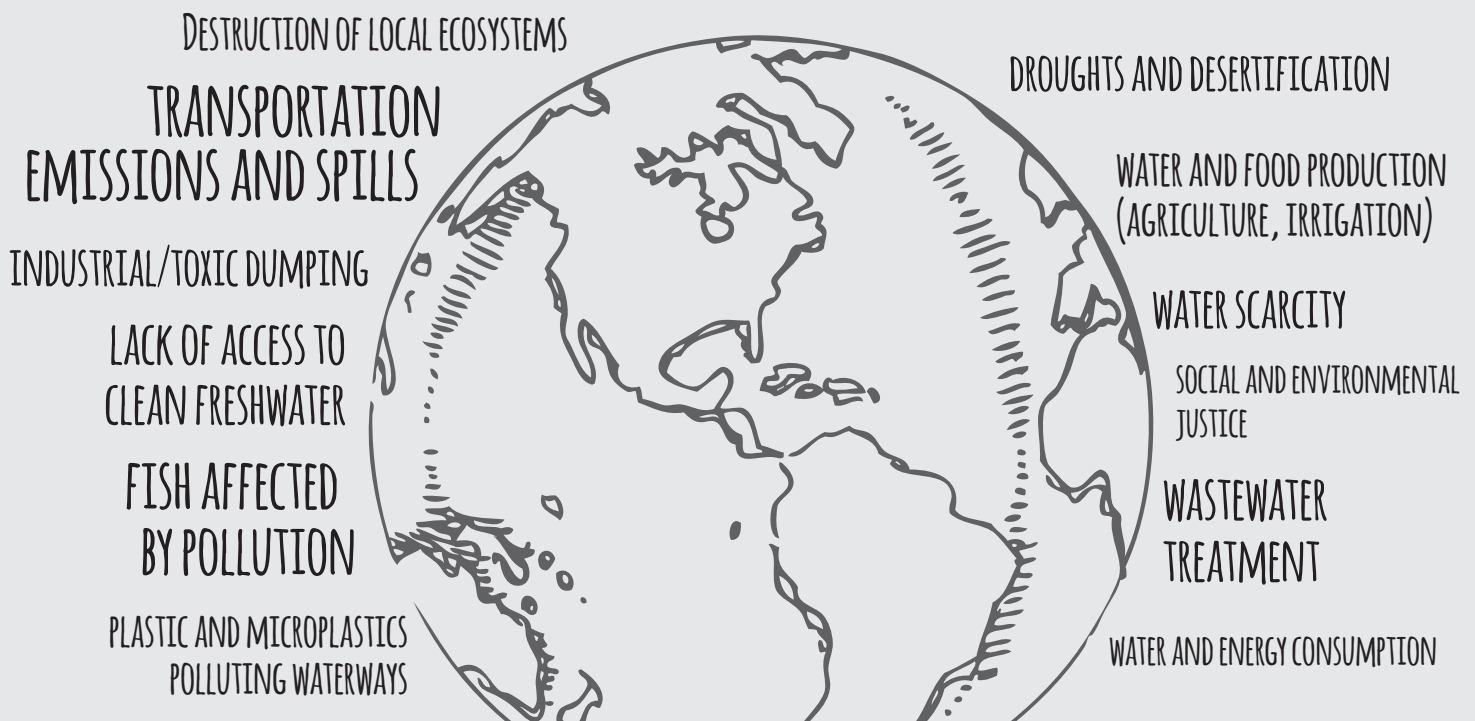 DESTRUCTION OF LOCAL ECOSYSTEMS
TRANSPORTATION
EMISSIONS AND SPILLS
INDUSTRIAL/TOXIC DUMPING
LACK OF ACCESS TO
CLEAN FRESHWATER
FISH AFFECTED
BY POLLUTION
PLASTIC AND MICROPLASTICS
POLLUTING WATERWAYS
DROUGHTS AND DESERTIFICATION
WATER AND FOOD PRODUCTION
(AGRICULTURE, IRRIGATION)
WATER SCARCITY
SOCIAL AND ENVIRONMENTAL
JUSTICE
WASTEWATER
TREATMENT
WATER AND ENERGY CONSUMPTION